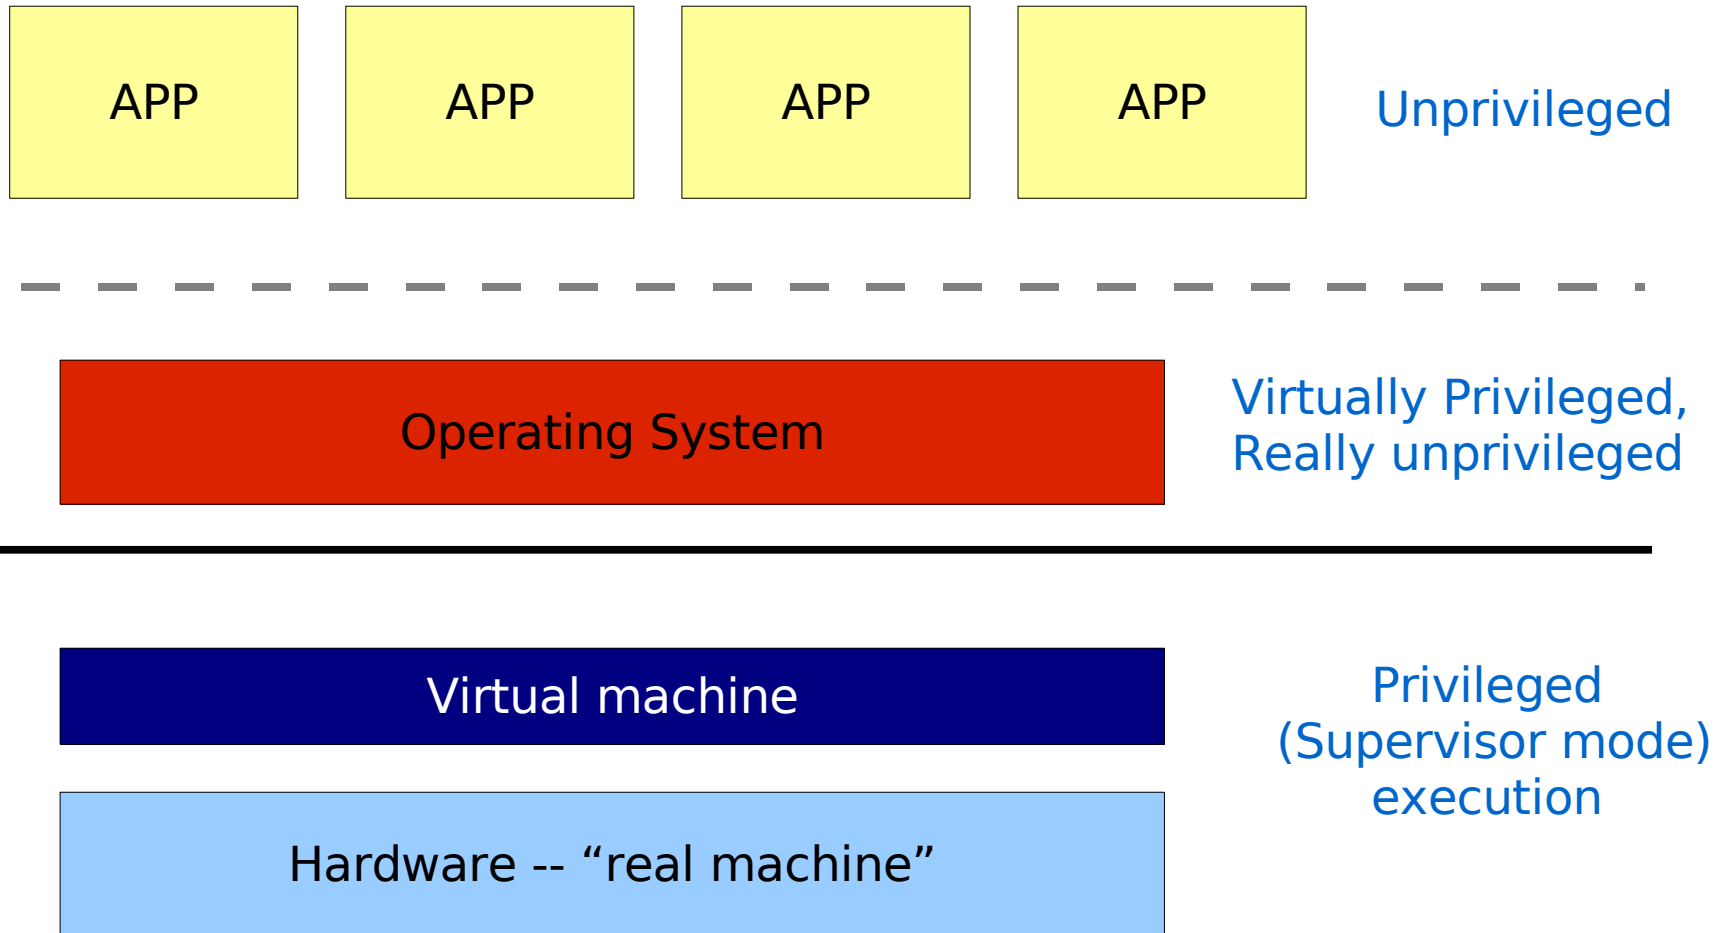 APP
APP
APP
APP
Unprivileged
Operating System
Virtually Privileged,
Really unprivileged
Virtual machine
Privileged
(Supervisor mode)
execution
Hardware -- “real machine”